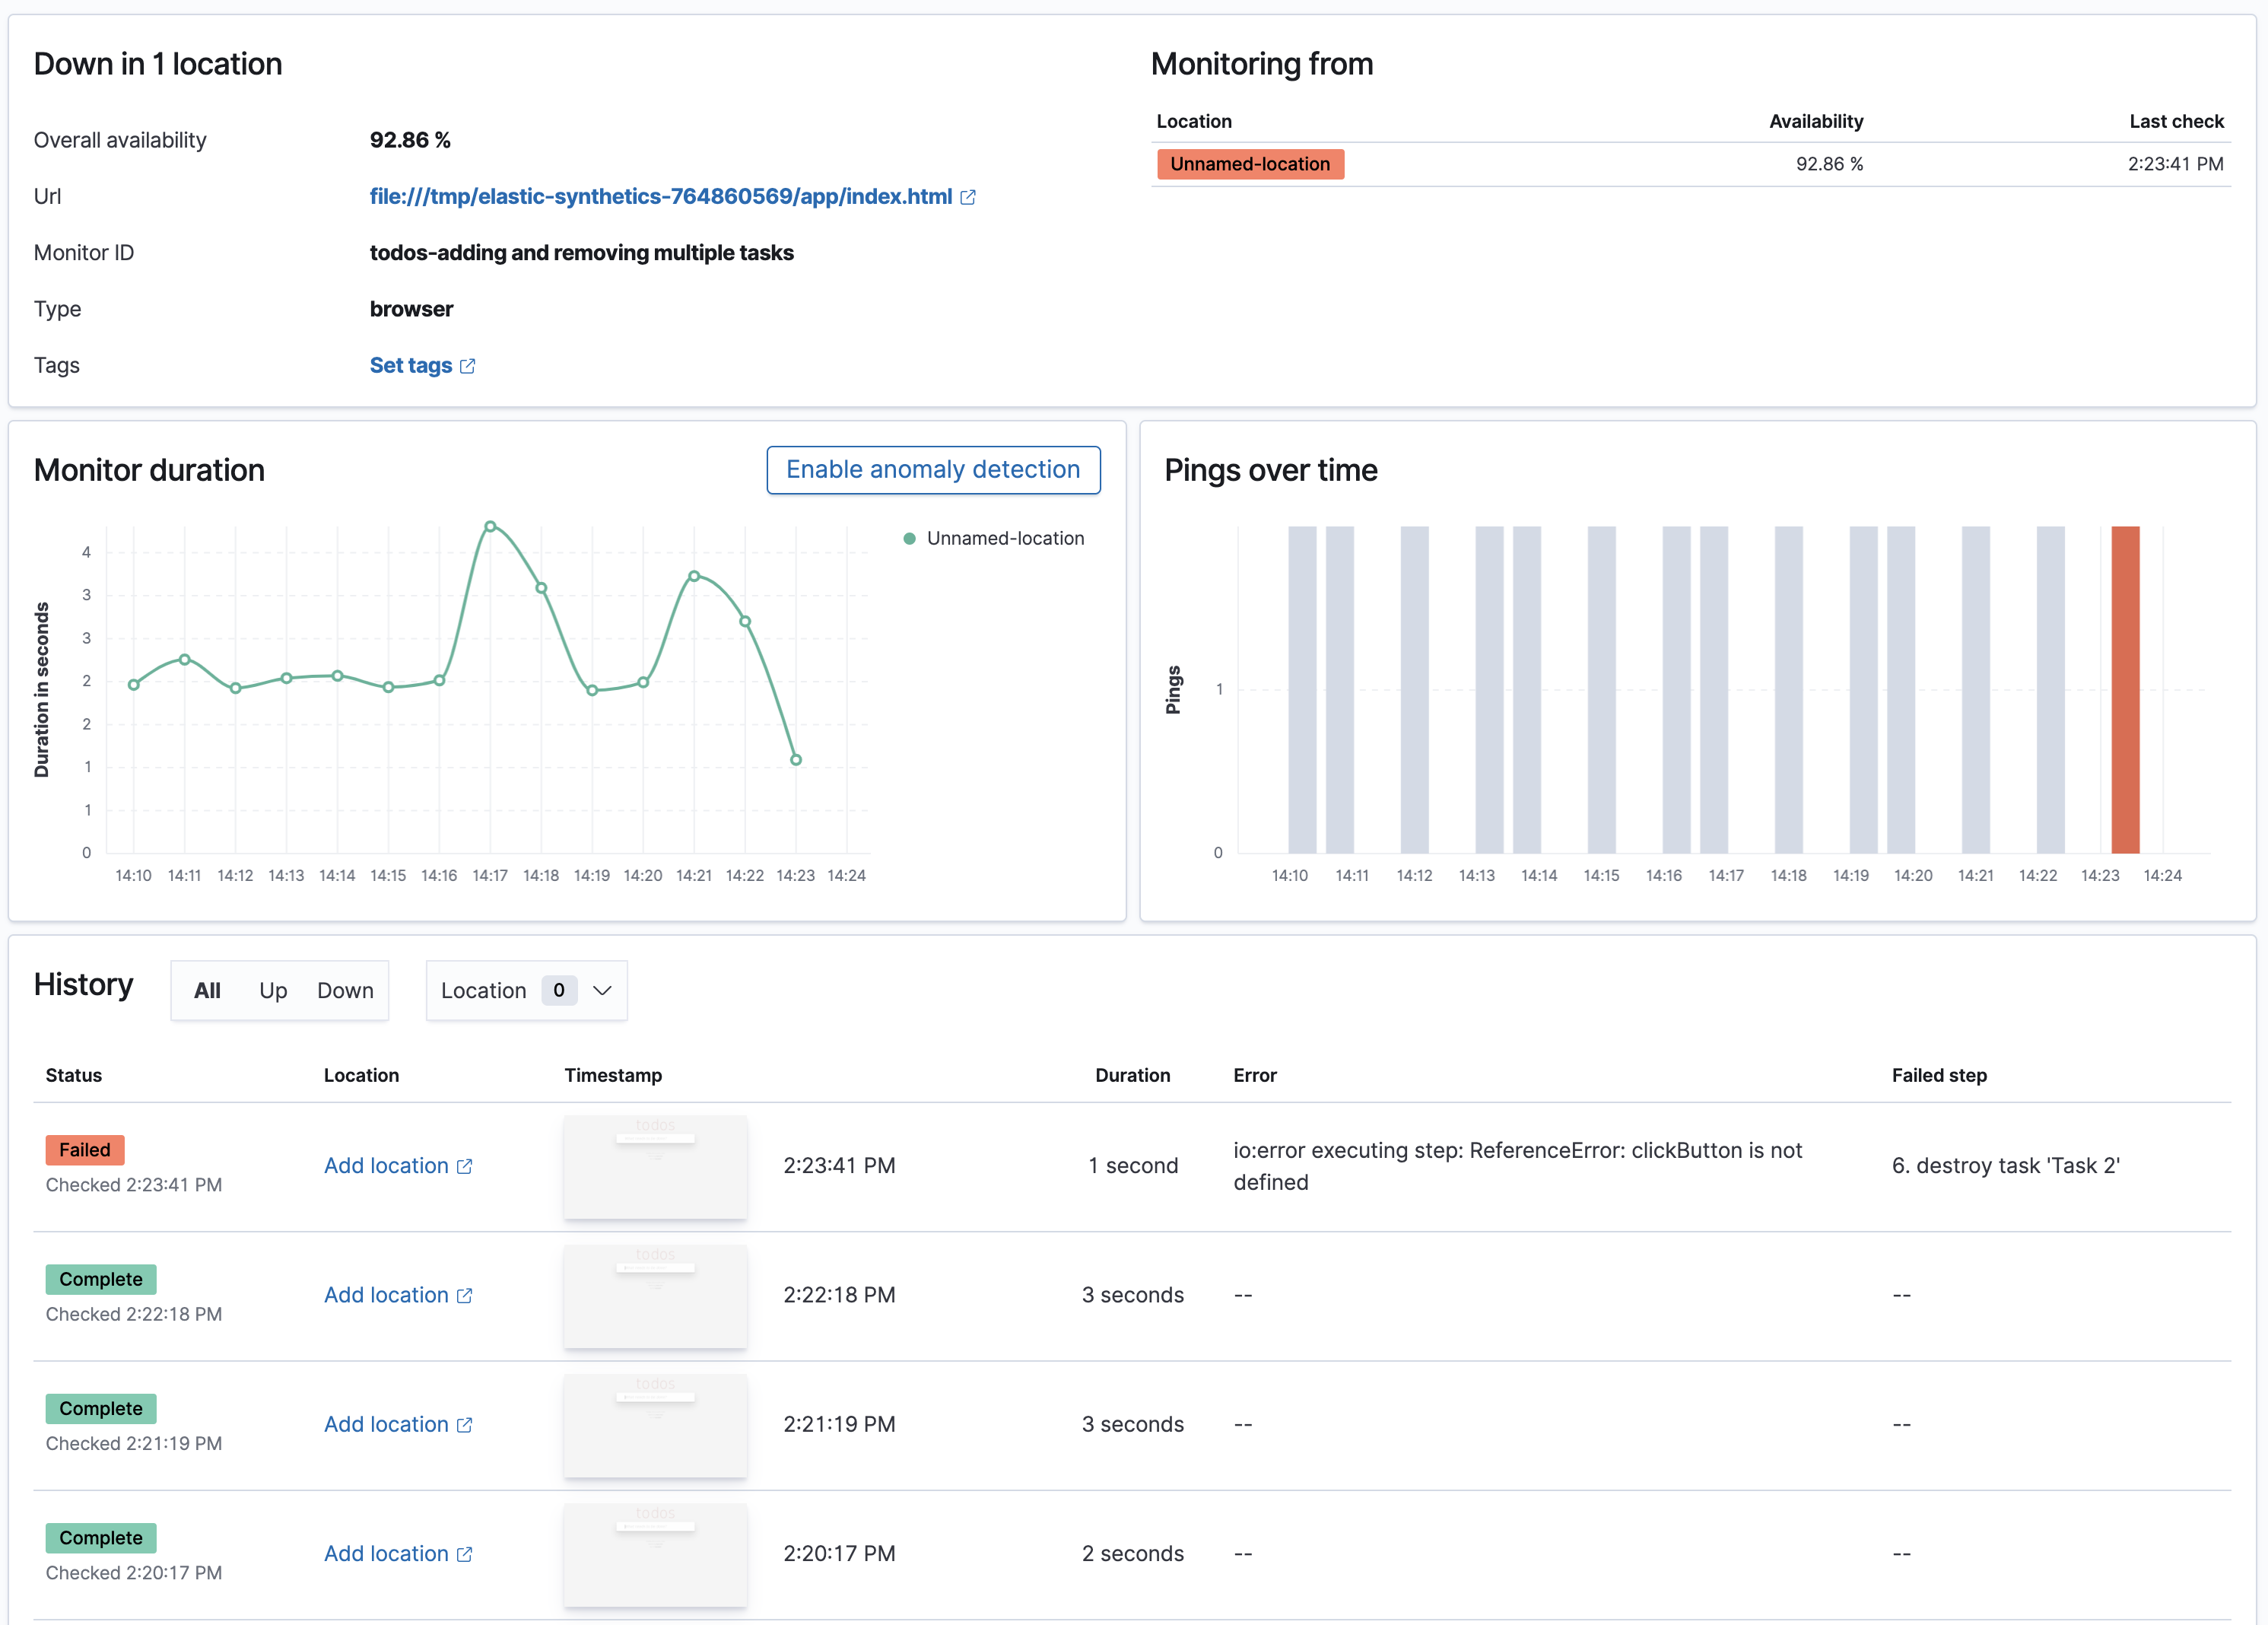 Down in 1 location
Overall availability 92.86 %
Url file:///tmp/elastic-synthetics-764860569/app/index.html
Monitor ID todos-adding and removing multiple tasks
Type browser
Tags Set tags
Monitoring from
Location Availability Last check
Unnamed-location 92.86 % 2:23:41 PM
Monitor duration
Enable anomaly detection
Unnamed-location
Duration in seconds
4
3
3
2
2
1
1
0
14:10 14:11 14:12 14:13 14:14 14:15 14:16 14:17 14:18 14:19 14:20 14:21 14:22 14:23 14:24
Pings over time
Pings
1
0
14:10 14:11 14:12 14:13 14:14 14:15 14:16 14:17 14:18 14:19 14:20 14:21 14:22 14:23 14:24
History All Up Down Location 0
Status Location Timestamp Duration Error Failed step
todos
Failed
Checked 2:23:41 PM
Add location
2:23:41 PM
1 second
io:error executing step: ReferenceError: clickButton is not
defined
6. destroy task 'Task 2'
todos
Complete
Checked 2:22:18 PM
Add location
2:22:18 PM
3 seconds
--
--
todos
Complete
Checked 2:21:19 PM
Add location
2:21:19 PM
3 seconds
--
--
todos
Complete
Checked 2:20:17 PM
Add location
2:20:17 PM
2 seconds
--
--